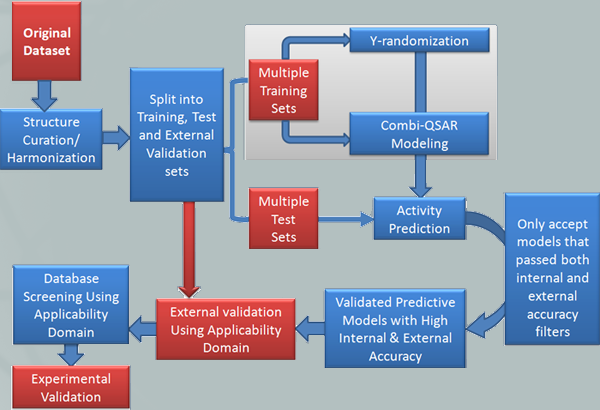 Original
Dataset
Structure
Curation/
Harmonization
Split into
Training, Test
and External
Validation
sets
Multiple
Training
Sets
Y-randomization
Combi-QSAR
Modeling
Multiple
Test
Sets
Activity
Prediction
Only accept
models that
passed both
internal and
external
accuracy
filters
Validated Predictive
Models with High
Internal & External
Accuracy
External validation
Using Applicability
Domain
Database
Screening Using
Applicability
Domain
Experimental
Validation